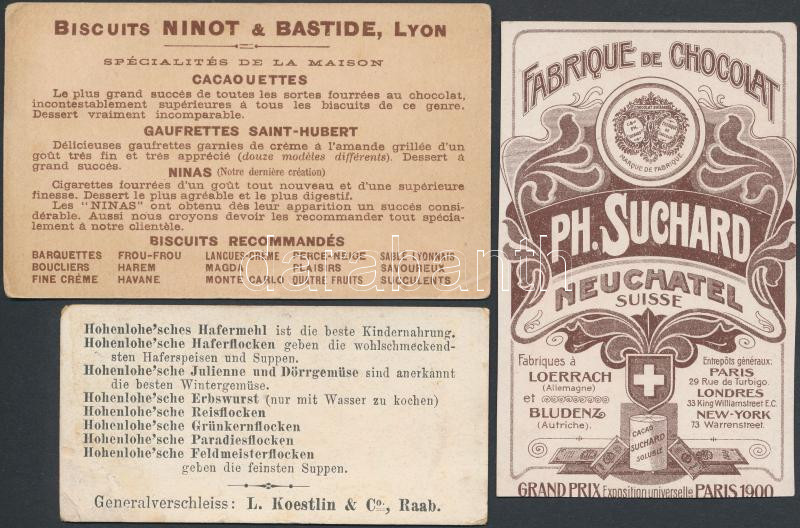 BISCUITS NINOT & BASTIDE, LYON
SPÉCIALITÉS DE LA MAISON
CACAOUETTES
Le plus grand succès de toutes les sortes fourrées au chocolat,
incontestablement supérieures à tous les biscuits de ce genre.
Dessert vraiment incomparable.
GAUFRETTES SAINT-HUBERT
Délicieuses gaufrettes garnies de crème à l'amande grillée d'un
goût très fin et très apprécié (douze modèles différents). Dessert à
grand succès.
NINAS (Notre dernière création)
Cigarettes fourrées d'un goût tout nouveau et d'une supérieure
finesse. Dessert le plus agréable et le plus digestif.
Les "NINAS" ont obtenu dès leur apparition un succès consi-
dérable. Aussi nous croyons devoir les recommander tout spécia-
lement à notre clientèle.
BISCUITS RECOMMANDÉS
BARQUETTES FROU-FROU LANGUES-CRÈME PERCE-NEIGE SABLÉ LYONNAIS
BOUCLIERS HAREM MAGDA PLAISIRS SAVOUREUX
FINE CRÈME HAVANE MONTE CARLO QUATRE FRUITS SUCCULENTS
Hohenlohe'sches Hafermehl ist die beste Kindernahrung.
Hohenlohe'sche Haferflocken geben die wohlschmeckend-
sten Haferspeisen und Suppen.
Hohenlohe'sche Julienne und Dörrgemüse sind anerkannt
die besten Wintergemüse.
Hohenlohe'sche Erbswurst (nur mit Wasser zu kochen)
Hohenlohe'sche Reisflocken
Hohenlohe'sche Grünkernflocken
Hohenlohe'sche Paradiesflocken
Hohenlohe'sche Feldmeisterflocken
geben die feinsten Suppen.
Generalverschleiss: L. Koestlin & Co., Raab.
FABRIQUE DE CHOCOLAT
MARQUE DE FABRIQUE
PH. SUCHARD
NEUCHATEL
SUISSE
Fabriques à
LOERRACH
(Allemagne)
et
BLUDENZ
(Autriche).
Entrepôts généraux:
PARIS
29 Rue de Turbigo.
LONDRES
33 King Williamstreet E.C.
NEW-YORK
73 Warrenstreet.
CACAO
SUCHARD
SOLUBLE
GRAND PRIX Exposition universelle PARIS 1900
darabanth